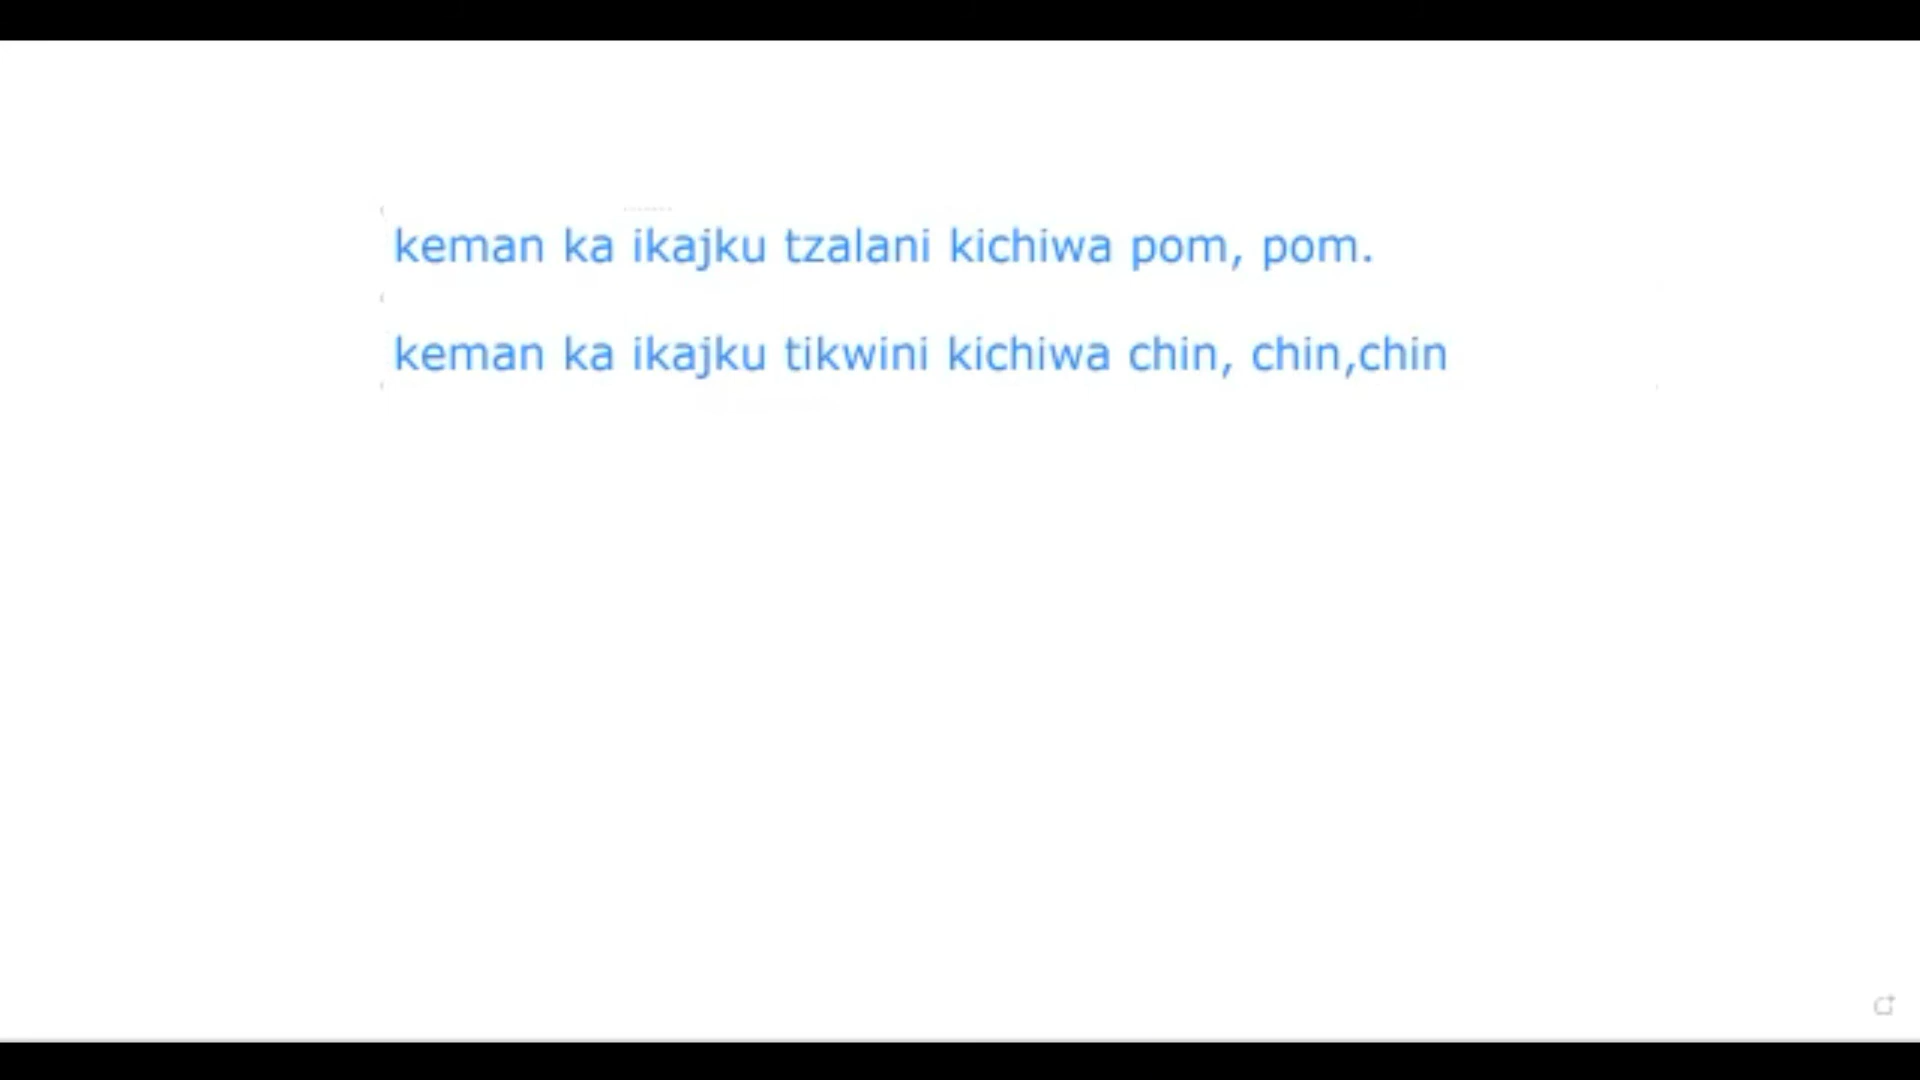 keman ka ikajku tzalani kichiwa pom, pom.
keman ka ikajku tikwini kichiwa chin, chin,chin